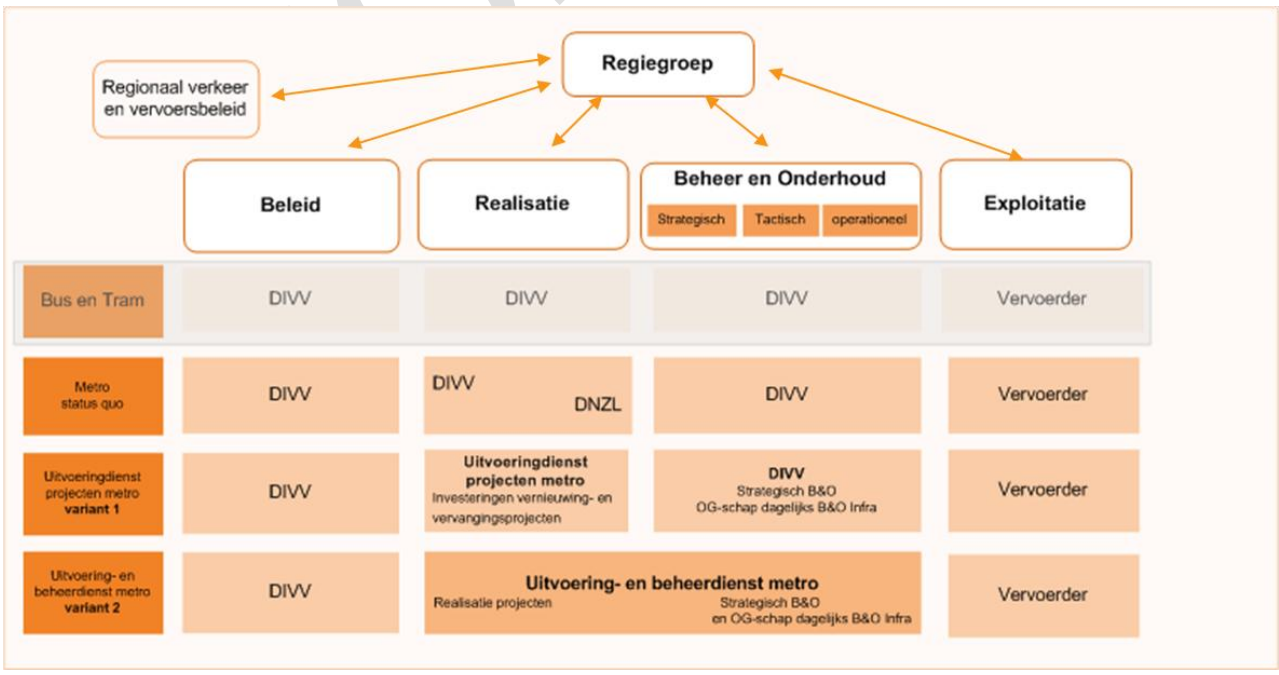 Regiegroep
Regionaal verkeer
en vervoersbeleid
Beleid
Realisatie
Beheer en Onderhoud
Strategisch
Tactisch
operationeel
Exploitatie
Bus en Tram
DIVV
DIVV
DIVV
Vervoerder
Metro
status quo
DIVV
DIVV
DNZL
DIVV
Vervoerder
Uitvoeringdienst
projecten metro
variant 1
DIVV
Uitvoeringdienst
projecten metro
Investeringen vernieuwing- en
vervangingsprojecten
DIVV
Strategisch B&O
OG-schap dagelijks B&O Infra
Vervoerder
Uitvoering- en
beheerdienst metro
variant 2
DIVV
Uitvoering- en beheerdienst metro
Realisatie projecten
Strategisch B&O
en OG-schap dagelijks B&O Infra
Vervoerder